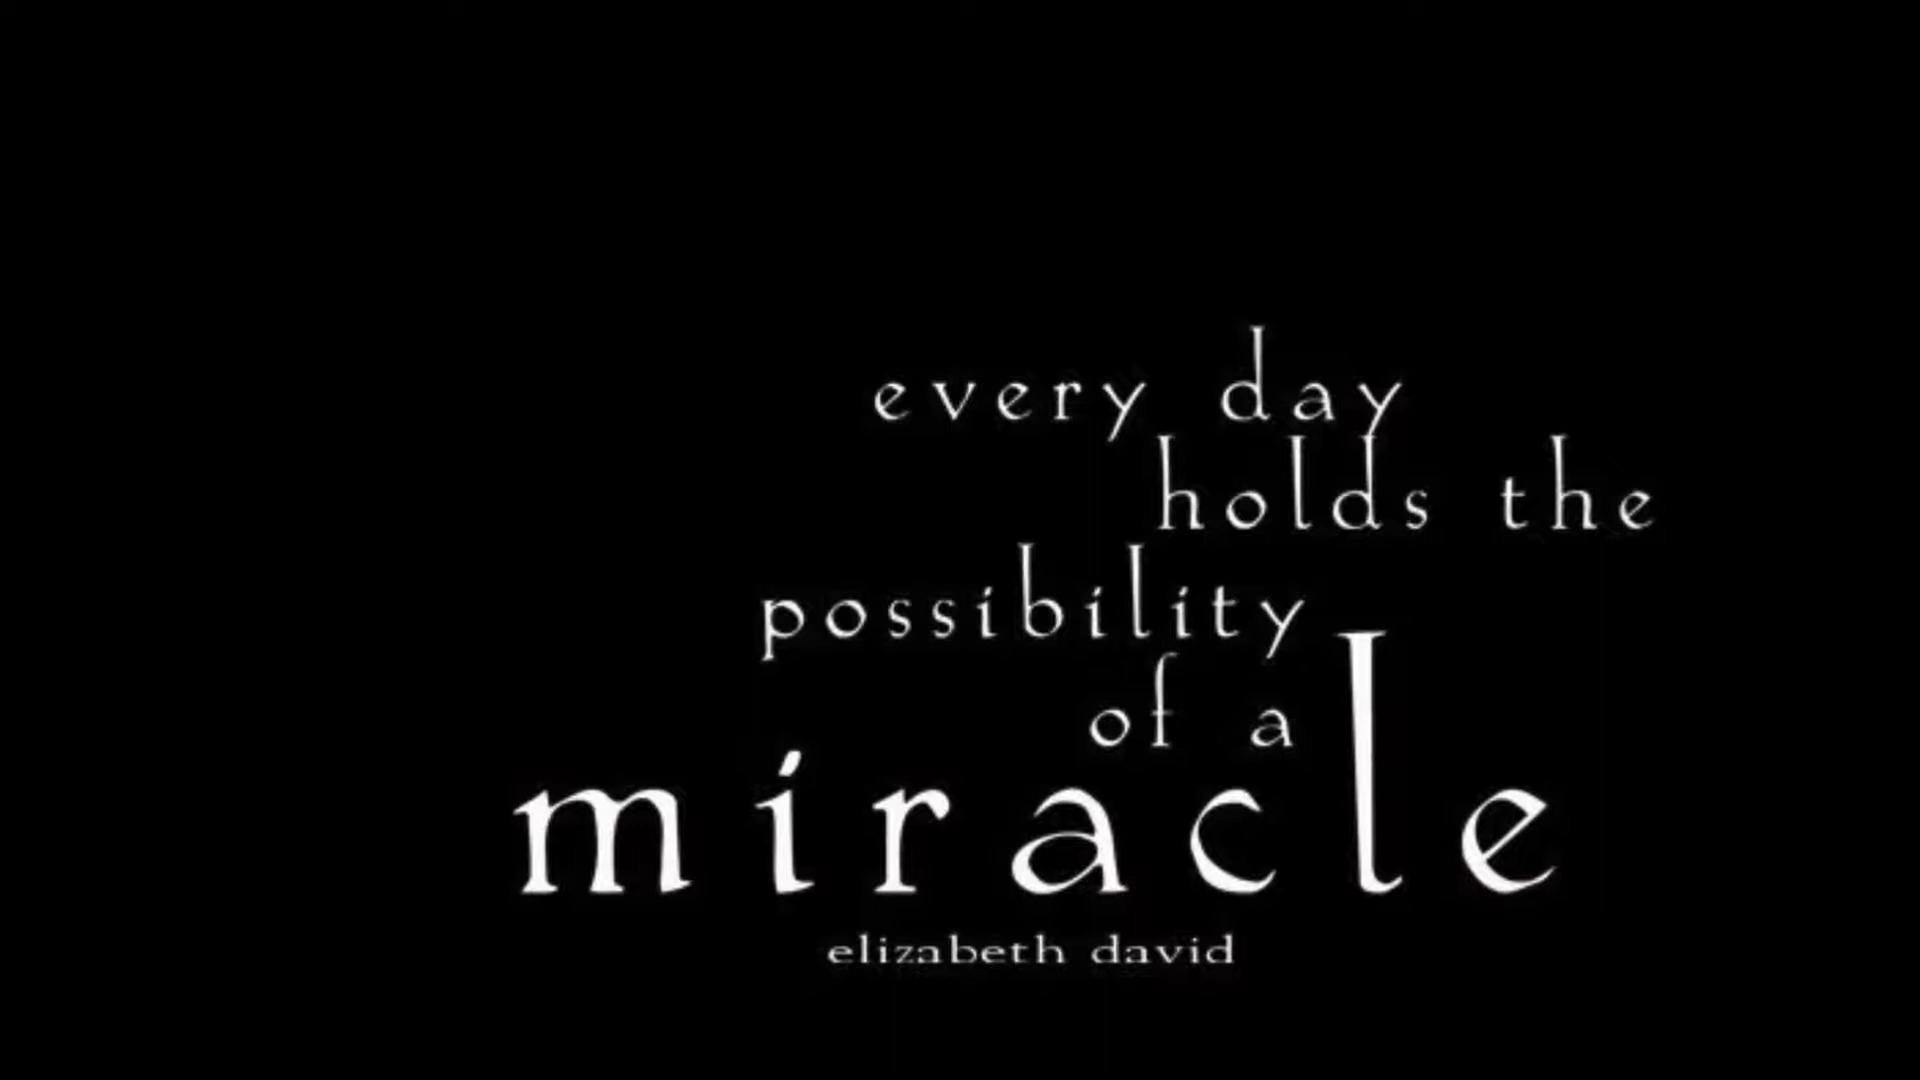 every day
holds the
possibility
of a
miracle
elizabeth david